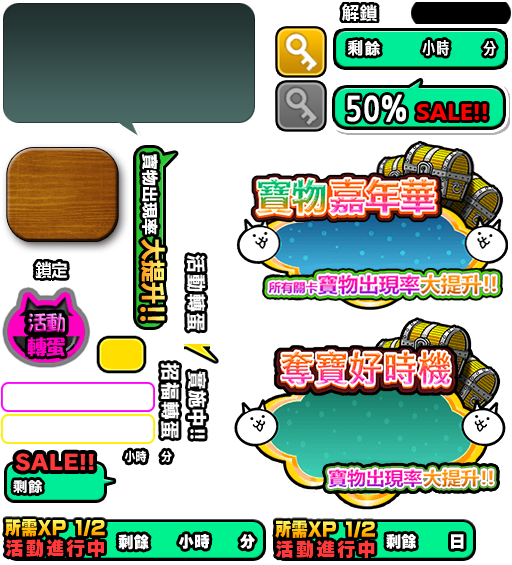 解鎖
剩餘 小時 分
50% SALE!!
寶物出現率大提升!!
寶物嘉年華
所有關卡寶物出現率大提升!!
活動轉蛋
鎖定
活動
轉蛋
實施中!!
招福轉蛋
奪寶好時機
寶物出現率大提升!!
小時 分
SALE!!
剩餘
所需XP 1/2
活動進行中 剩餘 小時 分
所需XP 1/2
活動進行中 剩餘 日